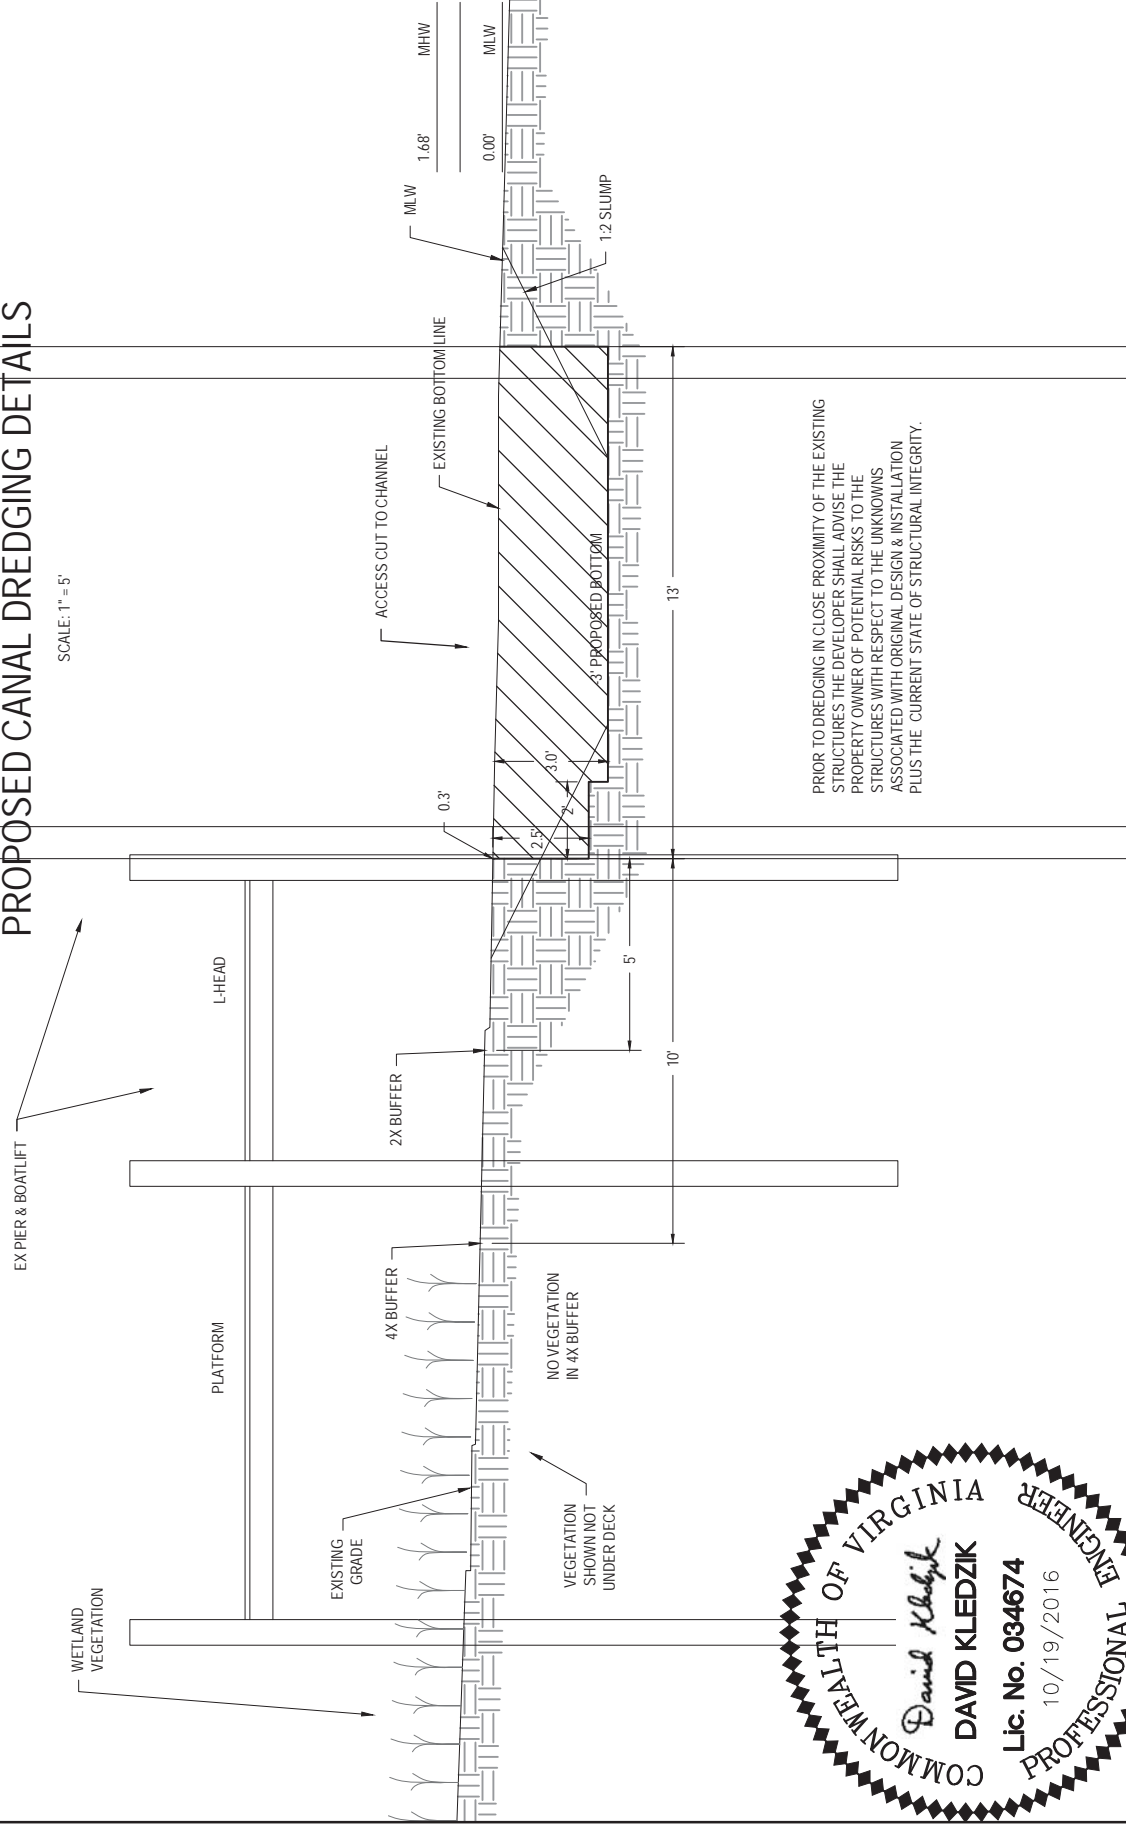 PROPOSED CANAL DREDGING DETAILS
SCALE: 1" = 5'
EX PIER & BOATLIFT
WETLAND
VEGETATION
PLATFORM
L-HEAD
EXISTING
GRADE
4X BUFFER
2X BUFFER
0.3'
ACCESS CUT TO CHANNEL
EXISTING BOTTOM LINE
MLW
1.68'
MHW
0.00'
MLW
1:2 SLUMP
2.5'
2'
3.0'
-3' PROPOSED BOTTOM
VEGETATION
SHOWN NOT
UNDER DECK
NO VEGETATION
IN 4X BUFFER
5'
10'
13'
PRIOR TO DREDGING IN CLOSE PROXIMITY OF THE EXISTING
STRUCTURES THE DEVELOPER SHALL ADVISE THE
PROPERTY OWNER OF POTENTIAL RISKS TO THE
STRUCTURES WITH RESPECT TO THE UNKNOWNS
ASSOCIATED WITH ORIGINAL DESIGN & INSTALLATION
PLUS THE CURRENT STATE OF STRUCTURAL INTEGRITY.
COMMONWEALTH OF VIRGINIA
David Kledzik
DAVID KLEDZIK
Lic. No. 034674
10/19/2016
PROFESSIONAL ENGINEER